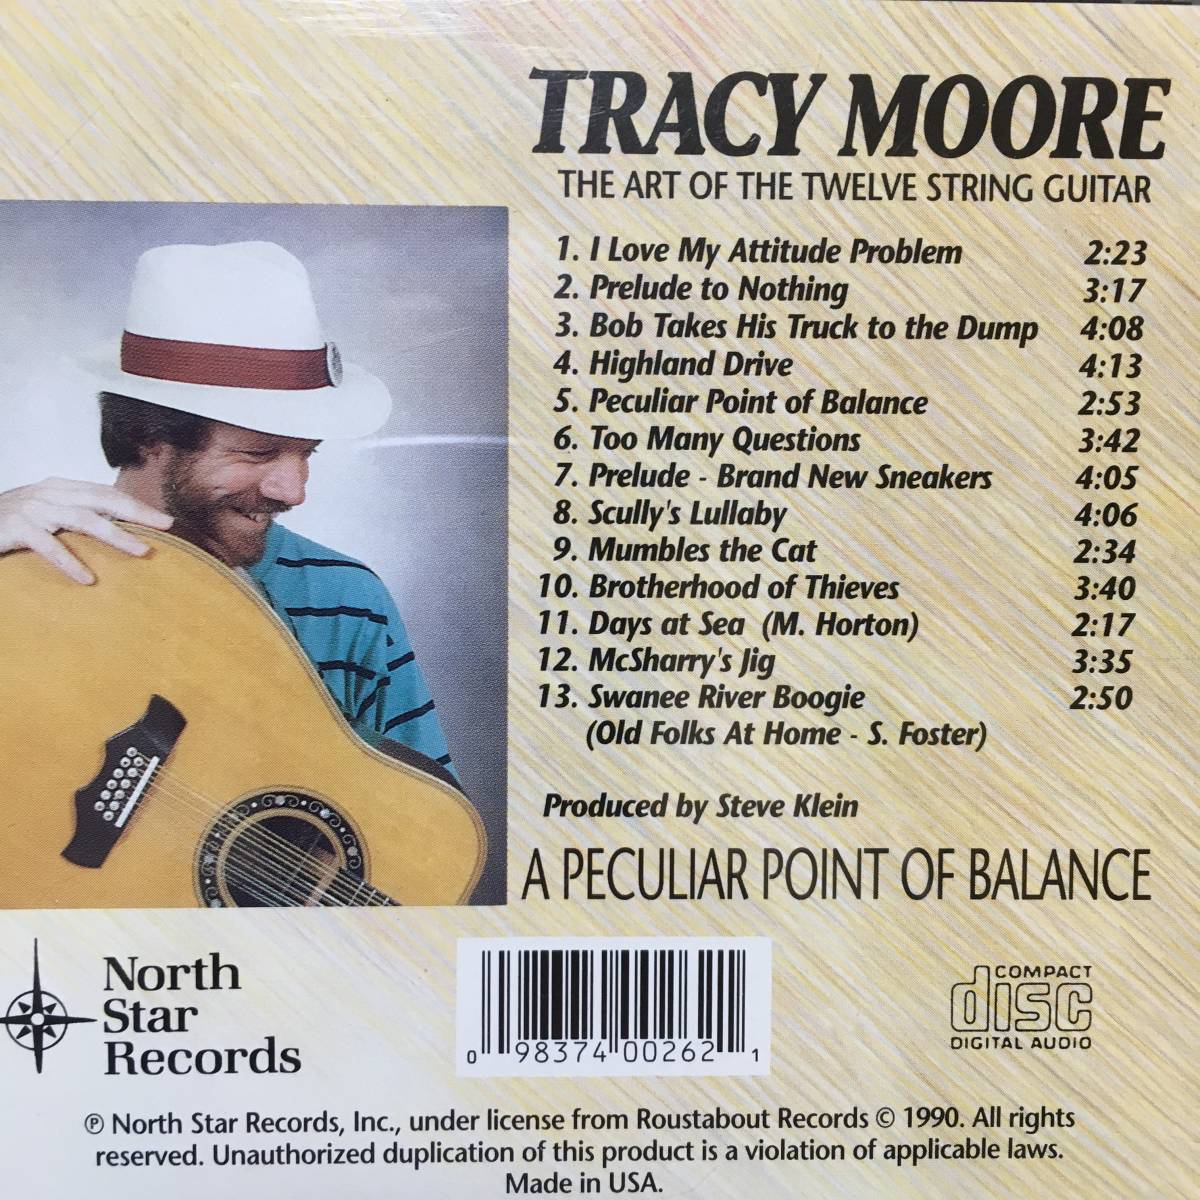 TRACY MOORE
THE ART OF THE TWELVE STRING GUITAR
1. I Love My Attitude Problem 2:23
2. Prelude to Nothing 3:17
3. Bob Takes His Truck to the Dump 4:08
4. Highland Drive 4:13
5. Peculiar Point of Balance 2:53
6. Too Many Questions 3:42
7. Prelude - Brand New Sneakers 4:05
8. Scully's Lullaby 4:06
9. Mumbles the Cat 2:34
10. Brotherhood of Thieves 3:40
11. Days at Sea (M. Horton) 2:17
12. McSharry's Jig 3:35
13. Swanee River Boogie 2:50
(Old Folks At Home - S. Foster)
Produced by Steve Klein
A PECULIAR POINT OF BALANCE
North
Star
Records
0 98374 00262 1
COMPACT
disc
DIGITAL AUDIO
℗ North Star Records, Inc., under license from Roustabout Records © 1990. All rights
reserved. Unauthorized duplication of this product is a violation of applicable laws.
Made in USA.